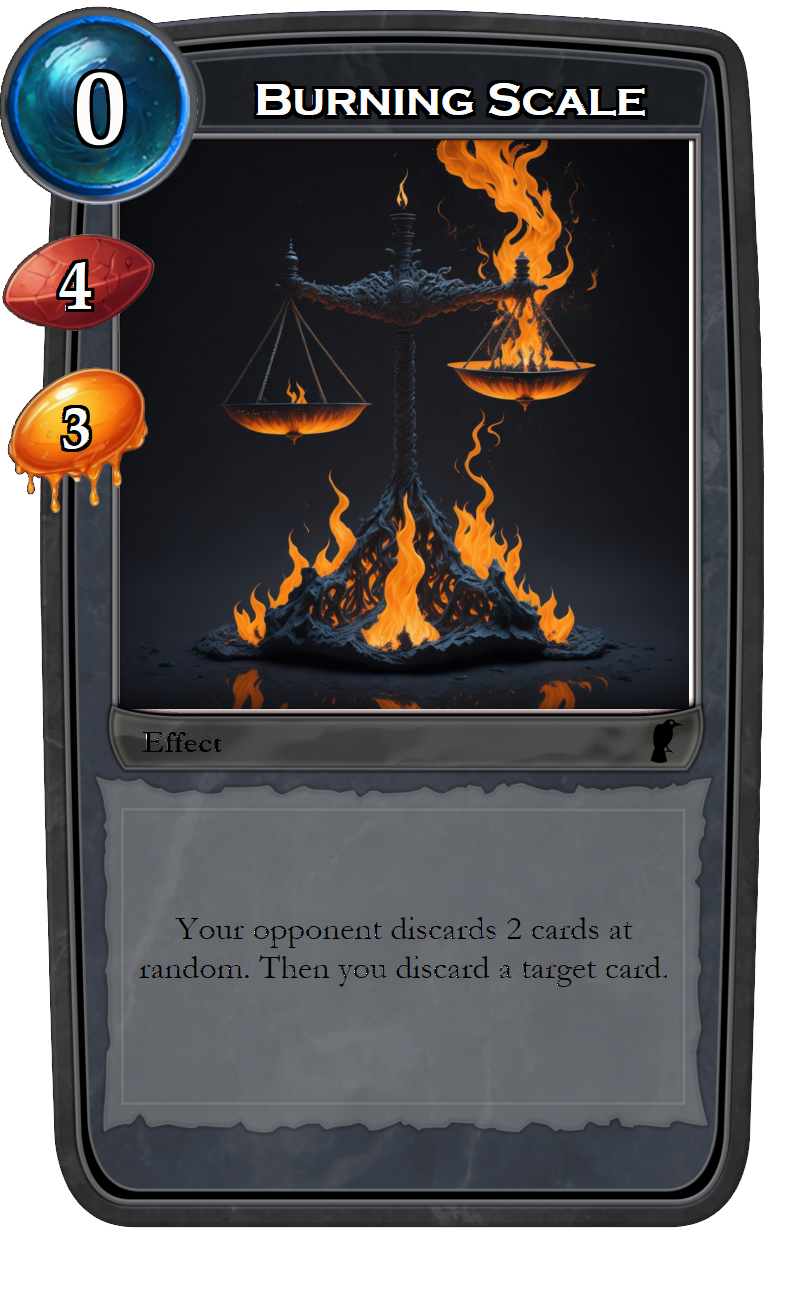 0
Burning Scale
4
3
Effect
Your opponent discards 2 cards at
random. Then you discard a target card.